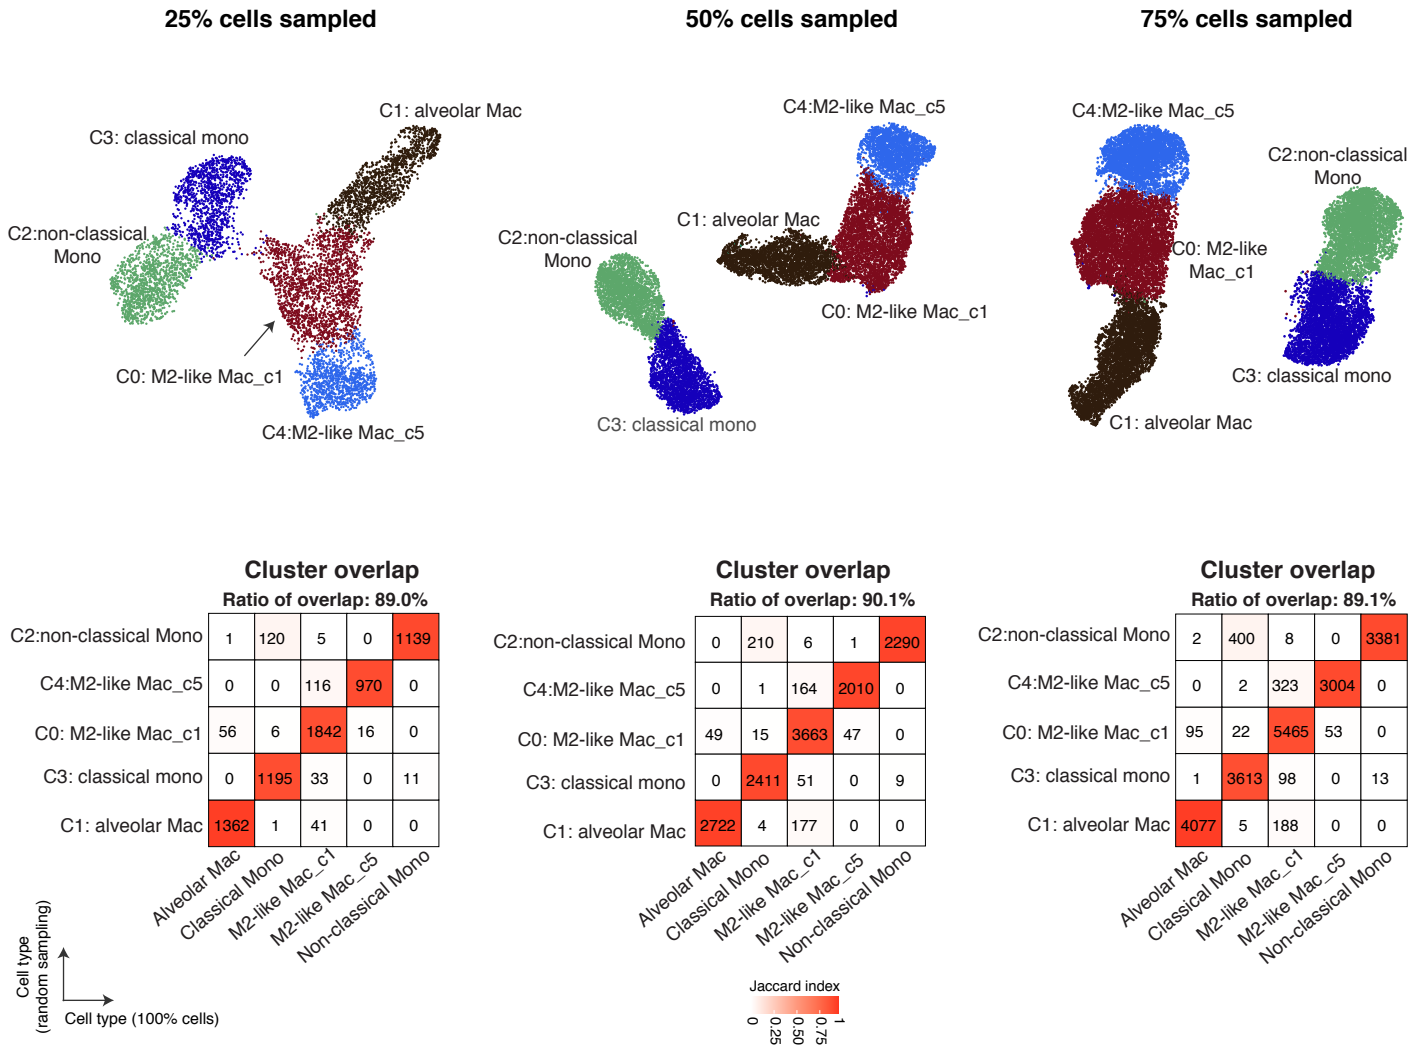 25% cells sampled
50% cells sampled
75% cells sampled
C1: alveolar Mac
C3: classical mono
C2:non-classical
Mono
C0: M2-like Mac_c1
C4:M2-like Mac_c5
C4:M2-like Mac_c5
C1: alveolar Mac
C2:non-classical
Mono
C0: M2-like Mac_c1
C3: classical mono
C4:M2-like Mac_c5
C2:non-classical
Mono
C0: M2-like
Mac_c1
C3: classical mono
C1: alveolar Mac
Cluster overlap
Ratio of overlap: 89.0%
C2:non-classical Mono 1 120 5 0 1139
C4:M2-like Mac_c5 0 0 116 970 0
C0: M2-like Mac_c1 56 6 1842 16 0
C3: classical mono 0 1195 33 0 11
C1: alveolar Mac 1362 1 41 0 0
Alveolar Mac
Classical Mono
M2-like Mac_c1
M2-like Mac_c5
Non-classical Mono
Cluster overlap
Ratio of overlap: 90.1%
C2:non-classical Mono 0 210 6 1 2290
C4:M2-like Mac_c5 0 1 164 2010 0
C0: M2-like Mac_c1 49 15 3663 47 0
C3: classical mono 0 2411 51 0 9
C1: alveolar Mac 2722 4 177 0 0
Alveolar Mac
Classical Mono
M2-like Mac_c1
M2-like Mac_c5
Non-classical Mono
Cluster overlap
Ratio of overlap: 89.1%
C2:non-classical Mono 2 400 8 0 3381
C4:M2-like Mac_c5 0 2 323 3004 0
C0: M2-like Mac_c1 95 22 5465 53 0
C3: classical mono 1 3613 98 0 13
C1: alveolar Mac 4077 5 188 0 0
Alveolar Mac
Classical Mono
M2-like Mac_c1
M2-like Mac_c5
Non-classical Mono
Cell type
(random sampling)
Cell type (100% cells)
Jaccard index
0 0.25 0.50 0.75 1